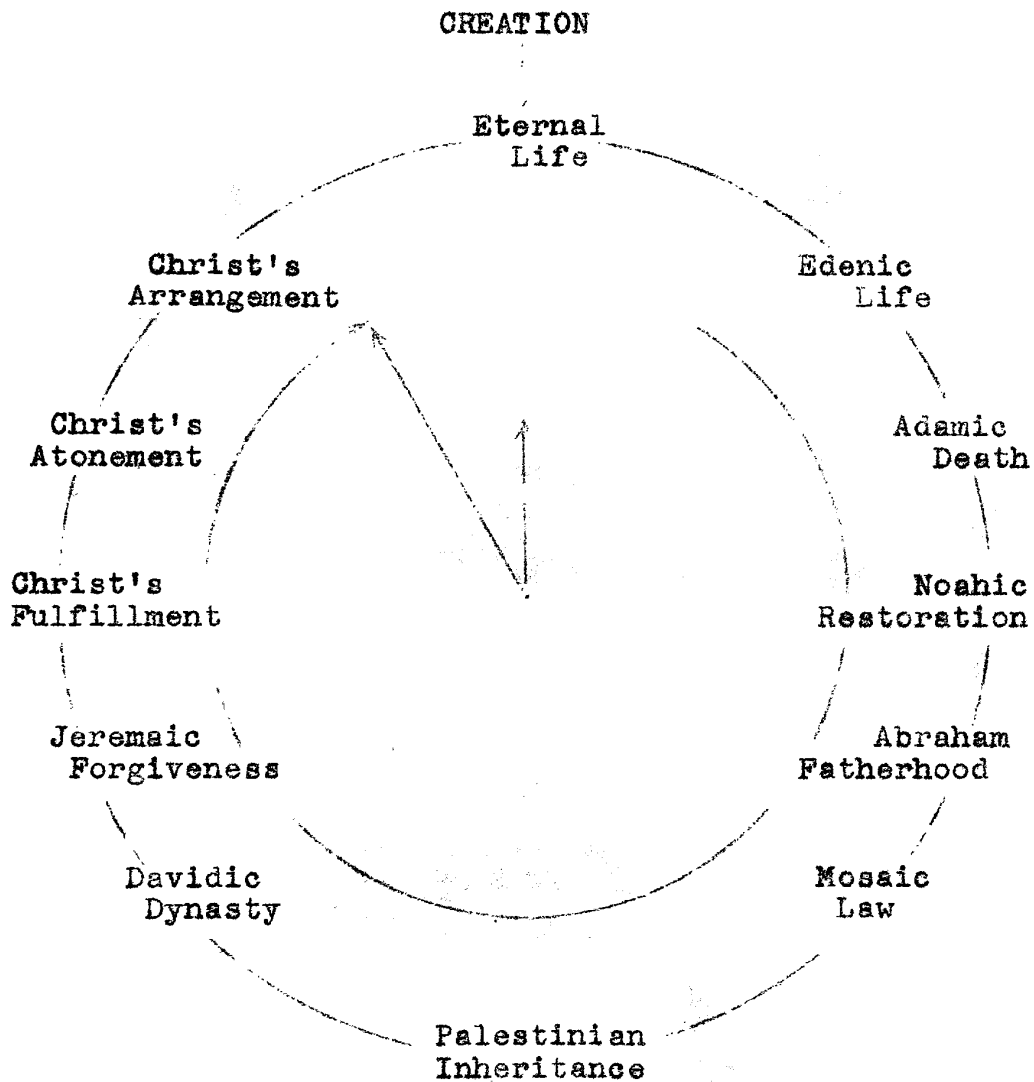 CREATION
Eternal
Life
Edenic
Life
Adamic
Death
Noahic
Restoration
Abraham
Fatherhood
Mosaic
Law
Palestinian
Inheritance
Davidic
Dynasty
Jeremaic
Forgiveness
Christ's
Fulfillment
Christ's
Atonement
Christ's
Arrangement